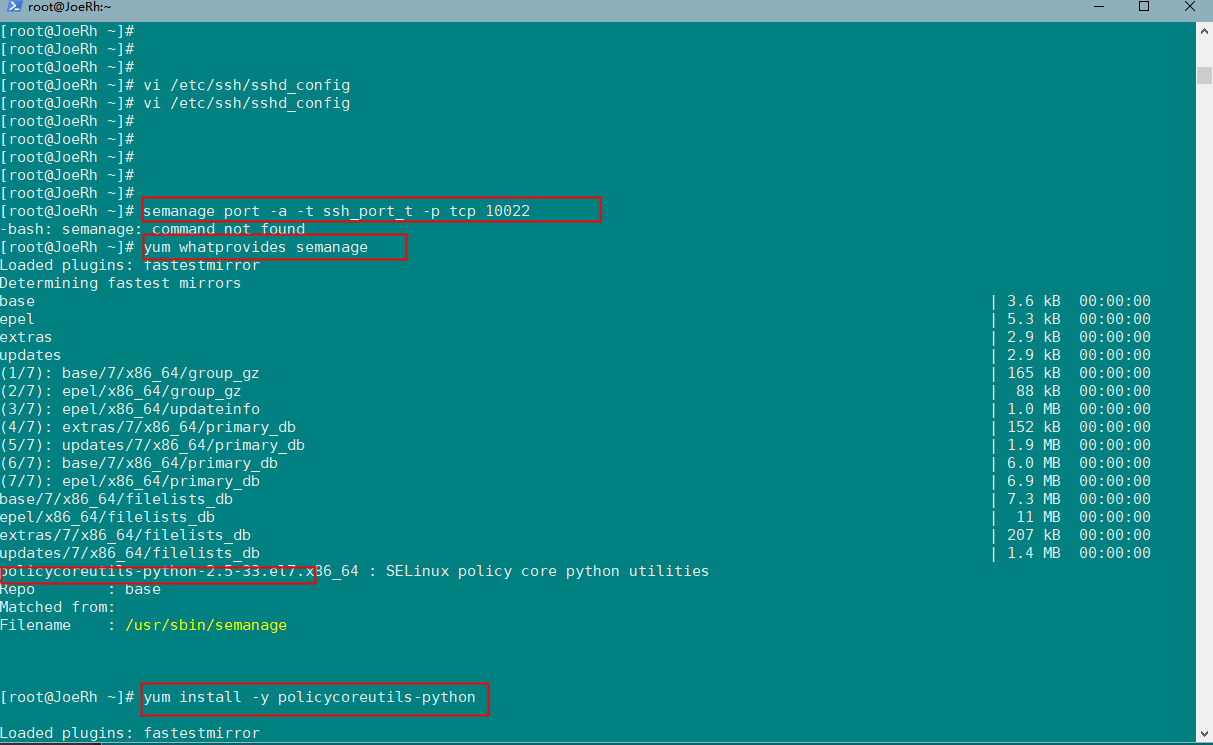 root@JoeRh:~
[root@JoeRh ~]#
[root@JoeRh ~]#
[root@JoeRh ~]#
[root@JoeRh ~]# vi /etc/ssh/sshd_config
[root@JoeRh ~]# vi /etc/ssh/sshd_config
[root@JoeRh ~]#
[root@JoeRh ~]#
[root@JoeRh ~]#
[root@JoeRh ~]#
[root@JoeRh ~]#
[root@JoeRh ~]# semanage port -a -t ssh_port_t -p tcp 10022
-bash: semanage: command not found
[root@JoeRh ~]# yum whatprovides semanage
Loaded plugins: fastestmirror
Determining fastest mirrors
base | 3.6 kB 00:00:00
epel | 5.3 kB 00:00:00
extras | 2.9 kB 00:00:00
updates | 2.9 kB 00:00:00
(1/7): base/7/x86_64/group_gz | 165 kB 00:00:00
(2/7): epel/x86_64/group_gz | 88 kB 00:00:00
(3/7): epel/x86_64/updateinfo | 1.0 MB 00:00:00
(4/7): extras/7/x86_64/primary_db | 152 kB 00:00:00
(5/7): updates/7/x86_64/primary_db | 1.9 MB 00:00:00
(6/7): base/7/x86_64/primary_db | 6.0 MB 00:00:00
(7/7): epel/x86_64/primary_db | 6.9 MB 00:00:00
base/7/x86_64/filelists_db | 7.3 MB 00:00:00
epel/x86_64/filelists_db | 11 MB 00:00:00
extras/7/x86_64/filelists_db | 207 kB 00:00:00
updates/7/x86_64/filelists_db | 1.4 MB 00:00:00
policycoreutils-python-2.5-33.el7.x86_64 : SELinux policy core python utilities
Repo : base
Matched from:
Filename : /usr/sbin/semanage
[root@JoeRh ~]# yum install -y policycoreutils-python
Loaded plugins: fastestmirror